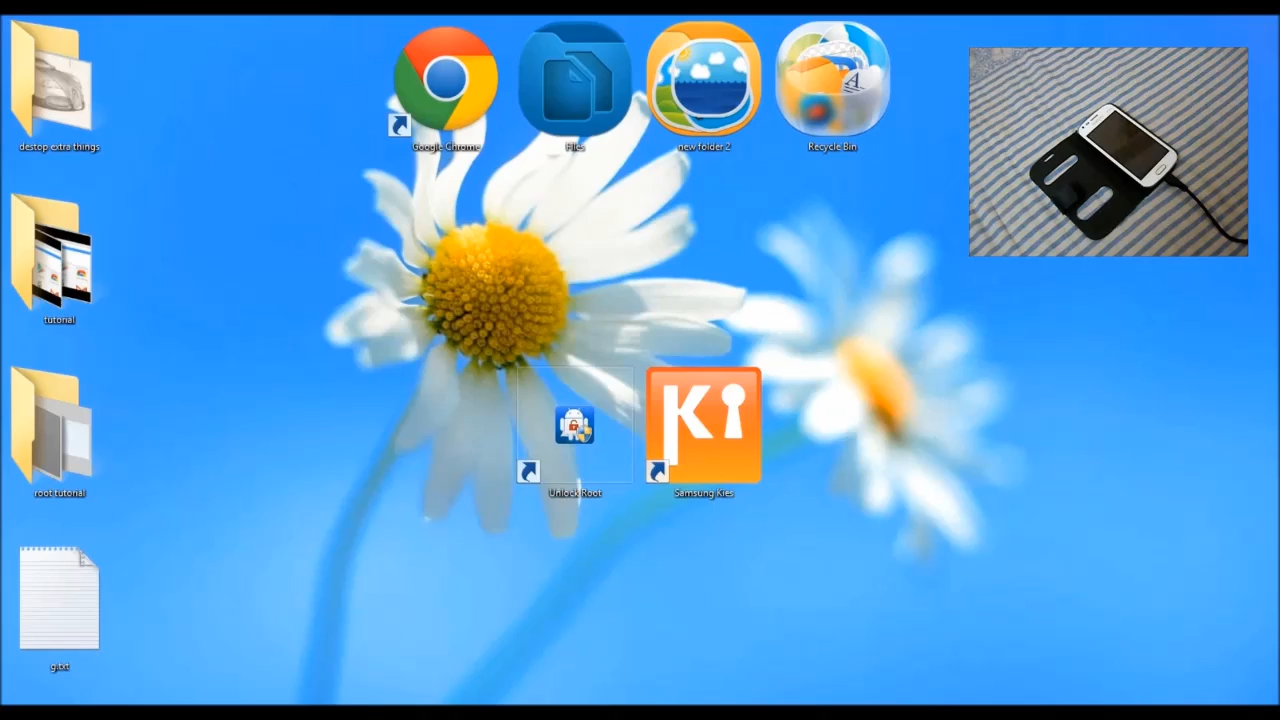 destop extra things
Google Chrome
Files
new folder 2
Recycle Bin
tutorial
root tutorial
Unlock Root
Ki
Samsung Kies
g.txt